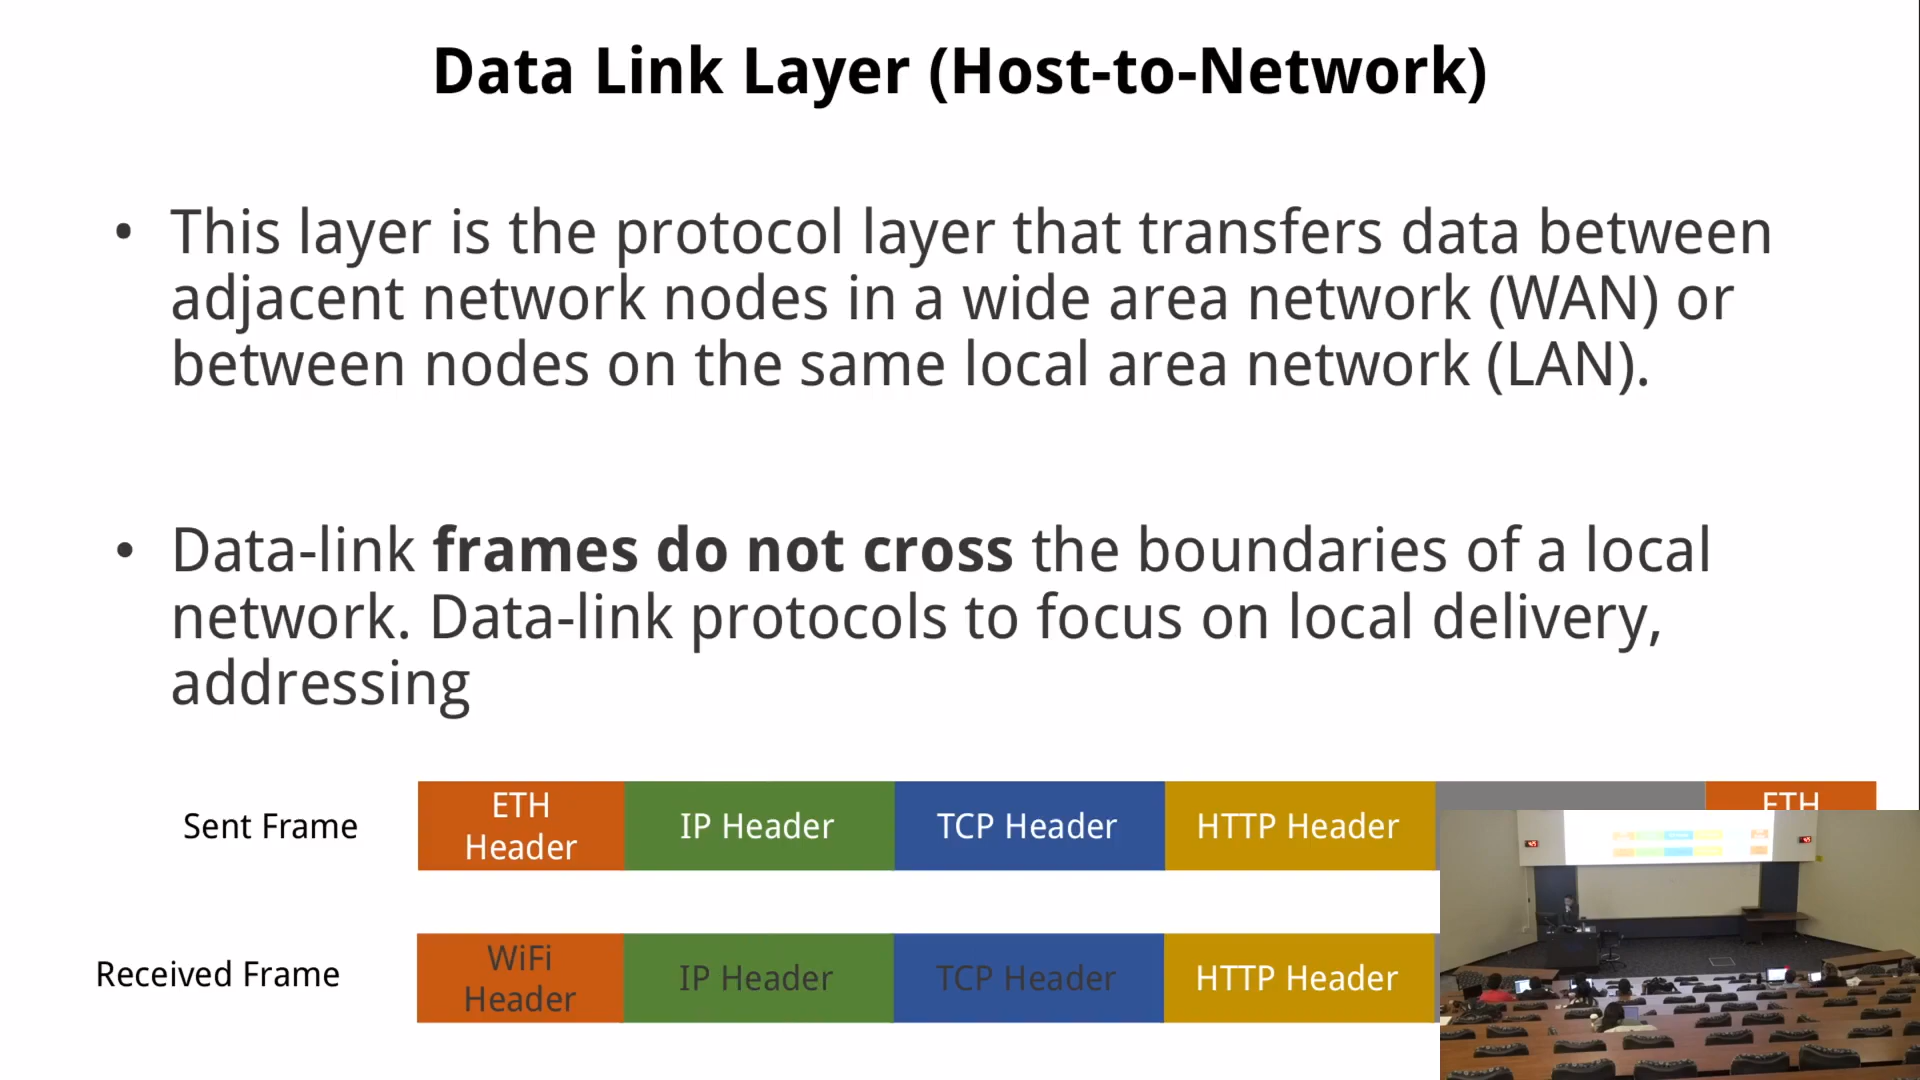 Data Link Layer (Host-to-Network)
• This layer is the protocol layer that transfers data between
adjacent network nodes in a wide area network (WAN) or
between nodes on the same local area network (LAN).
• Data-link frames do not cross the boundaries of a local
network. Data-link protocols to focus on local delivery,
addressing
Sent Frame
ETH
Header
IP Header
TCP Header
HTTP Header
ETH
Received Frame
WiFi
Header
IP Header
TCP Header
HTTP Header